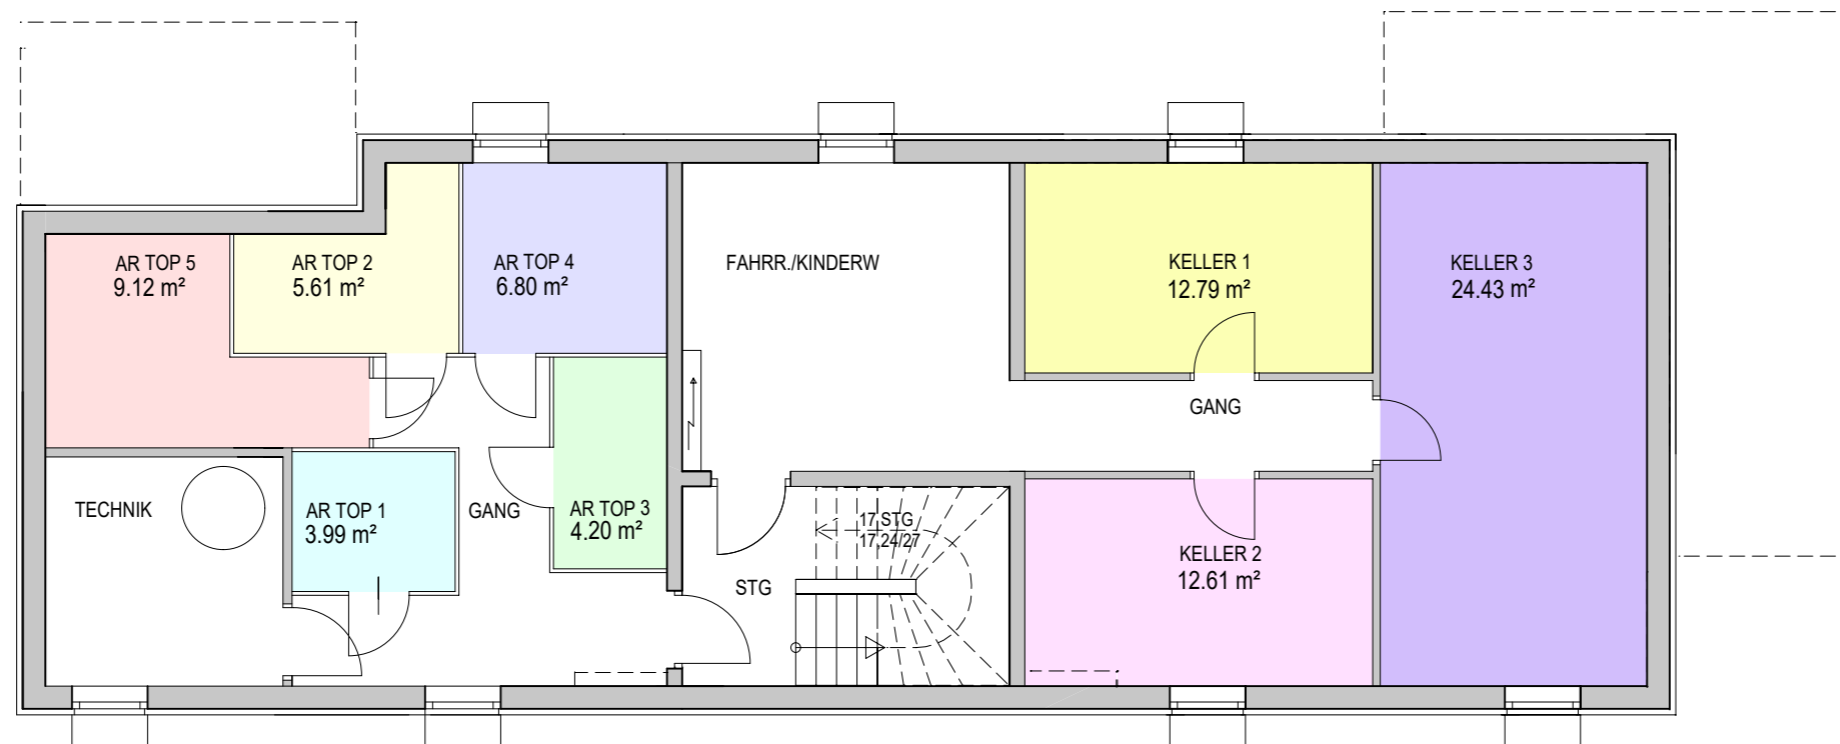 AR TOP 5
9.12 m²
AR TOP 2
5.61 m²
AR TOP 4
6.80 m²
FAHRR./KINDERW
KELLER 1
12.79 m²
KELLER 3
24.43 m²
GANG
TECHNIK
AR TOP 1
3.99 m²
GANG
AR TOP 3
4.20 m²
17 STG
17,24/27
STG
KELLER 2
12.61 m²